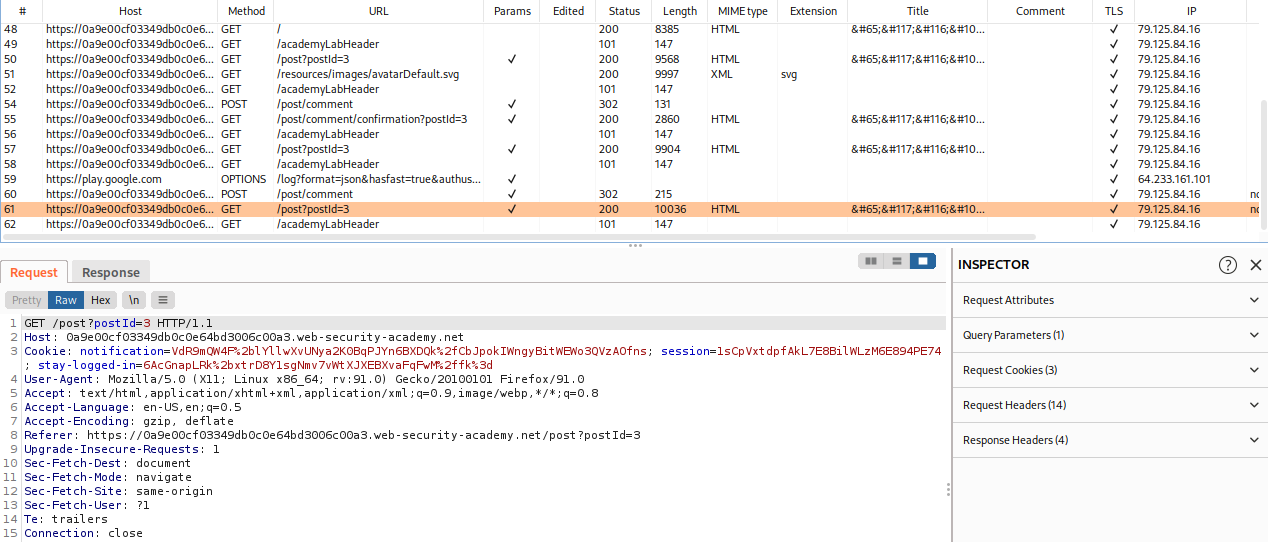 # Host Method URL Params Edited Status Length MIME type Extension Title Comment TLS IP
48 https://0a9e00cf03349db0c0e6... GET / 200 8385 HTML &#65;&#117;&#116;&#10... ✓ 79.125.84.16
49 https://0a9e00cf03349db0c0e6... GET /academyLabHeader 101 147 ✓ 79.125.84.16
50 https://0a9e00cf03349db0c0e6... GET /post?postId=3 ✓ 200 9568 HTML &#65;&#117;&#116;&#10... ✓ 79.125.84.16
51 https://0a9e00cf03349db0c0e6... GET /resources/images/avatarDefault.svg 200 9997 XML svg ✓ 79.125.84.16
52 https://0a9e00cf03349db0c0e6... GET /academyLabHeader 101 147 ✓ 79.125.84.16
54 https://0a9e00cf03349db0c0e6... POST /post/comment ✓ 302 131 ✓ 79.125.84.16
55 https://0a9e00cf03349db0c0e6... GET /post/comment/confirmation?postId=3 ✓ 200 2860 HTML &#65;&#117;&#116;&#10... ✓ 79.125.84.16
56 https://0a9e00cf03349db0c0e6... GET /academyLabHeader 101 147 ✓ 79.125.84.16
57 https://0a9e00cf03349db0c0e6... GET /post?postId=3 ✓ 200 9904 HTML &#65;&#117;&#116;&#10... ✓ 79.125.84.16
58 https://0a9e00cf03349db0c0e6... GET /academyLabHeader 101 147 ✓ 79.125.84.16
59 https://play.google.com OPTIONS /log?format=json&hasfast=true&authus... ✓ ✓ 64.233.161.101
60 https://0a9e00cf03349db0c0e6... POST /post/comment ✓ 302 215 ✓ 79.125.84.16
61 https://0a9e00cf03349db0c0e6... GET /post?postId=3 ✓ 200 10036 HTML &#65;&#117;&#116;&#10... ✓ 79.125.84.16
62 https://0a9e00cf03349db0c0e6... GET /academyLabHeader 101 147 ✓ 79.125.84.16
Request Response
Pretty Raw Hex \n
1 GET /post?postId=3 HTTP/1.1
2 Host: 0a9e00cf03349db0c0e64bd3006c00a3.web-security-academy.net
3 Cookie: notification=VdR9mQW4P%2blYllwXvUNya2K0BqPJYn6BXDQk%2fCbJpokIWngyBitWEWo3QVzAOfns; session=1sCpVxtdpfAkL7E8BilWLzM6E894PE74
; stay-logged-in=6AcGnapLRk%2bxtrD8Y1sgNmv7vWtXJXEBXvaFqFwM%2ffk%3d
4 User-Agent: Mozilla/5.0 (X11; Linux x86_64; rv:91.0) Gecko/20100101 Firefox/91.0
5 Accept: text/html,application/xhtml+xml,application/xml;q=0.9,image/webp,*/*;q=0.8
6 Accept-Language: en-US,en;q=0.5
7 Accept-Encoding: gzip, deflate
8 Referer: https://0a9e00cf03349db0c0e64bd3006c00a3.web-security-academy.net/post?postId=3
9 Upgrade-Insecure-Requests: 1
10 Sec-Fetch-Dest: document
11 Sec-Fetch-Mode: navigate
12 Sec-Fetch-Site: same-origin
13 Sec-Fetch-User: ?1
14 Te: trailers
15 Connection: close
INSPECTOR
Request Attributes
Query Parameters (1)
Request Cookies (3)
Request Headers (14)
Response Headers (4)